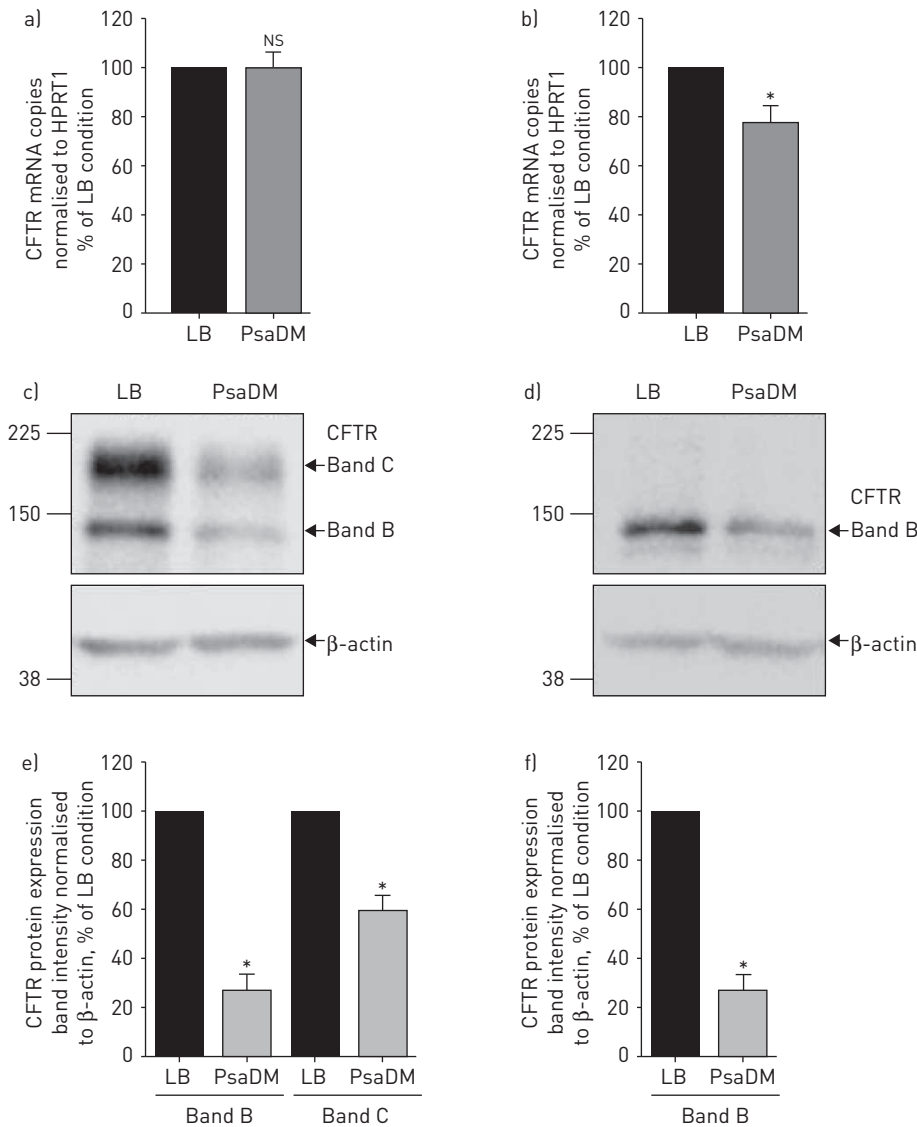 a)
CFTR mRNA copies
normalised to HPRT1
% of LB condition
120
100
80
60
40
20
0
NS
LB PsaDM
b)
CFTR mRNA copies
normalised to HPRT1
% of LB condition
120
100
80
60
40
20
0
*
LB PsaDM
c)
LB PsaDM
225
150
CFTR
Band C
Band B
β-actin
38
d)
LB PsaDM
225
150
CFTR
Band B
β-actin
38
e)
CFTR protein expression
band intensity normalised
to β-actin, % of LB condition
120
100
80
60
40
20
0
*
*
LB PsaDM LB PsaDM
Band B Band C
f)
CFTR protein expression
band intensity normalised
to β-actin, % of LB condition
120
100
80
60
40
20
0
*
LB PsaDM
Band B